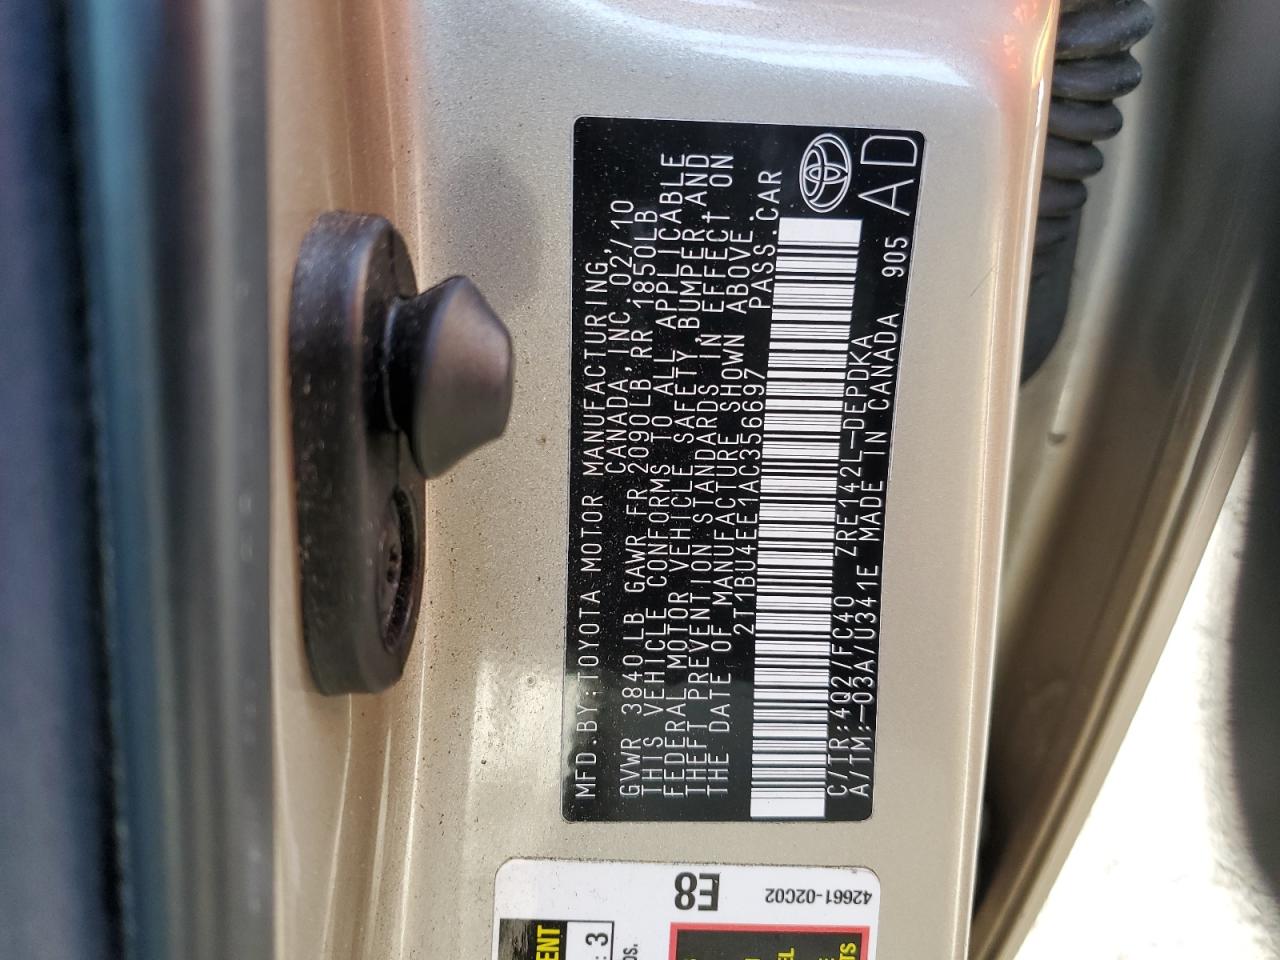 MFD.BY:TOYOTA MOTOR MANUFACTURING,
CANADA,INC. 02/10
GVWR 3840 LB GAWR FR 2090LB,RR 1850LB
THIS VEHICLE CONFORMS TO ALL APPLICABLE
FEDERAL MOTOR VEHICLE SAFETY,BUMPER,AND
THEFT PREVENTION STANDARDS IN EFFECT ON
THE DATE OF MANUFACTURE SHOWN ABOVE.
2T1BU4EE1AC356697 PASS.CAR
C/TR:4Q2/FC40 ZRE142L-DEPDKA
A/TM:-03A/U341E MADE IN CANADA 905
AD
E8
42661-02C02
3